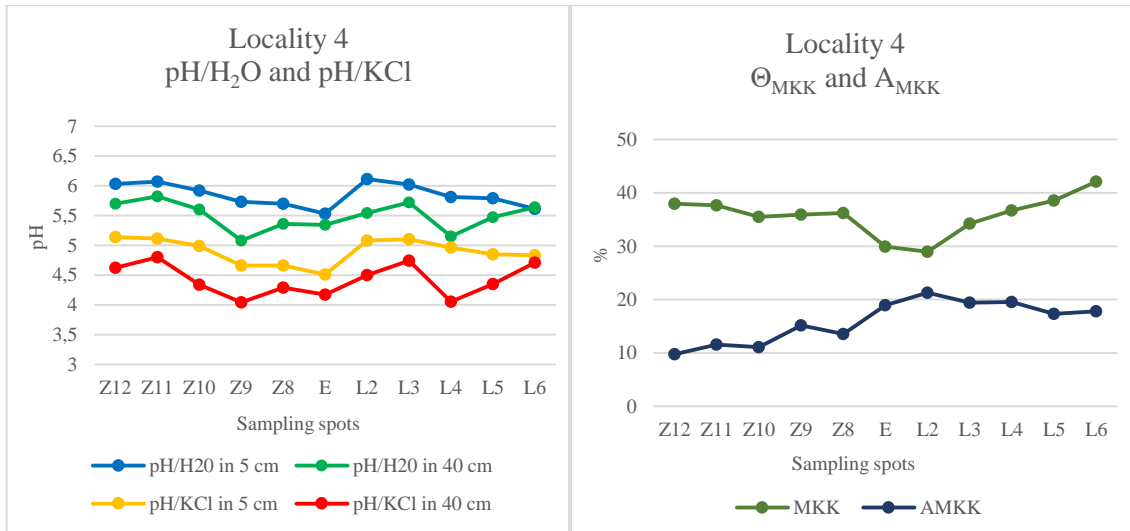 Locality 4
pH/H₂O and pH/KCl
7
6,5
6
5,5
5
4,5
4
3,5
3
pH
Z12 Z11 Z10 Z9 Z8 E L2 L3 L4 L5 L6
Sampling spots
pH/H20 in 5 cm pH/H20 in 40 cm
pH/KCl in 5 cm pH/KCl in 40 cm
Locality 4
Θ_MKK and A_MKK
50
40
30
20
10
0
%
Z12 Z11 Z10 Z9 Z8 E L2 L3 L4 L5 L6
Sampling spots
MKK AMKK